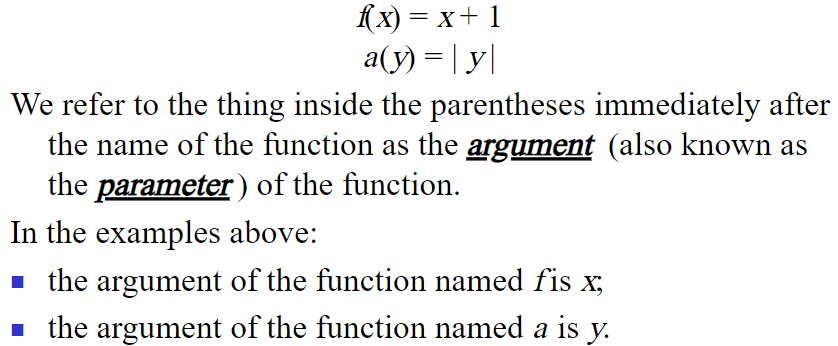 f(x) = x + 1
a(y) = | y|
We refer to the thing inside the parentheses immediately after
the name of the function as the argument (also known as
the parameter) of the function.
In the examples above:
▪ the argument of the function named f is x;
▪ the argument of the function named a is y.